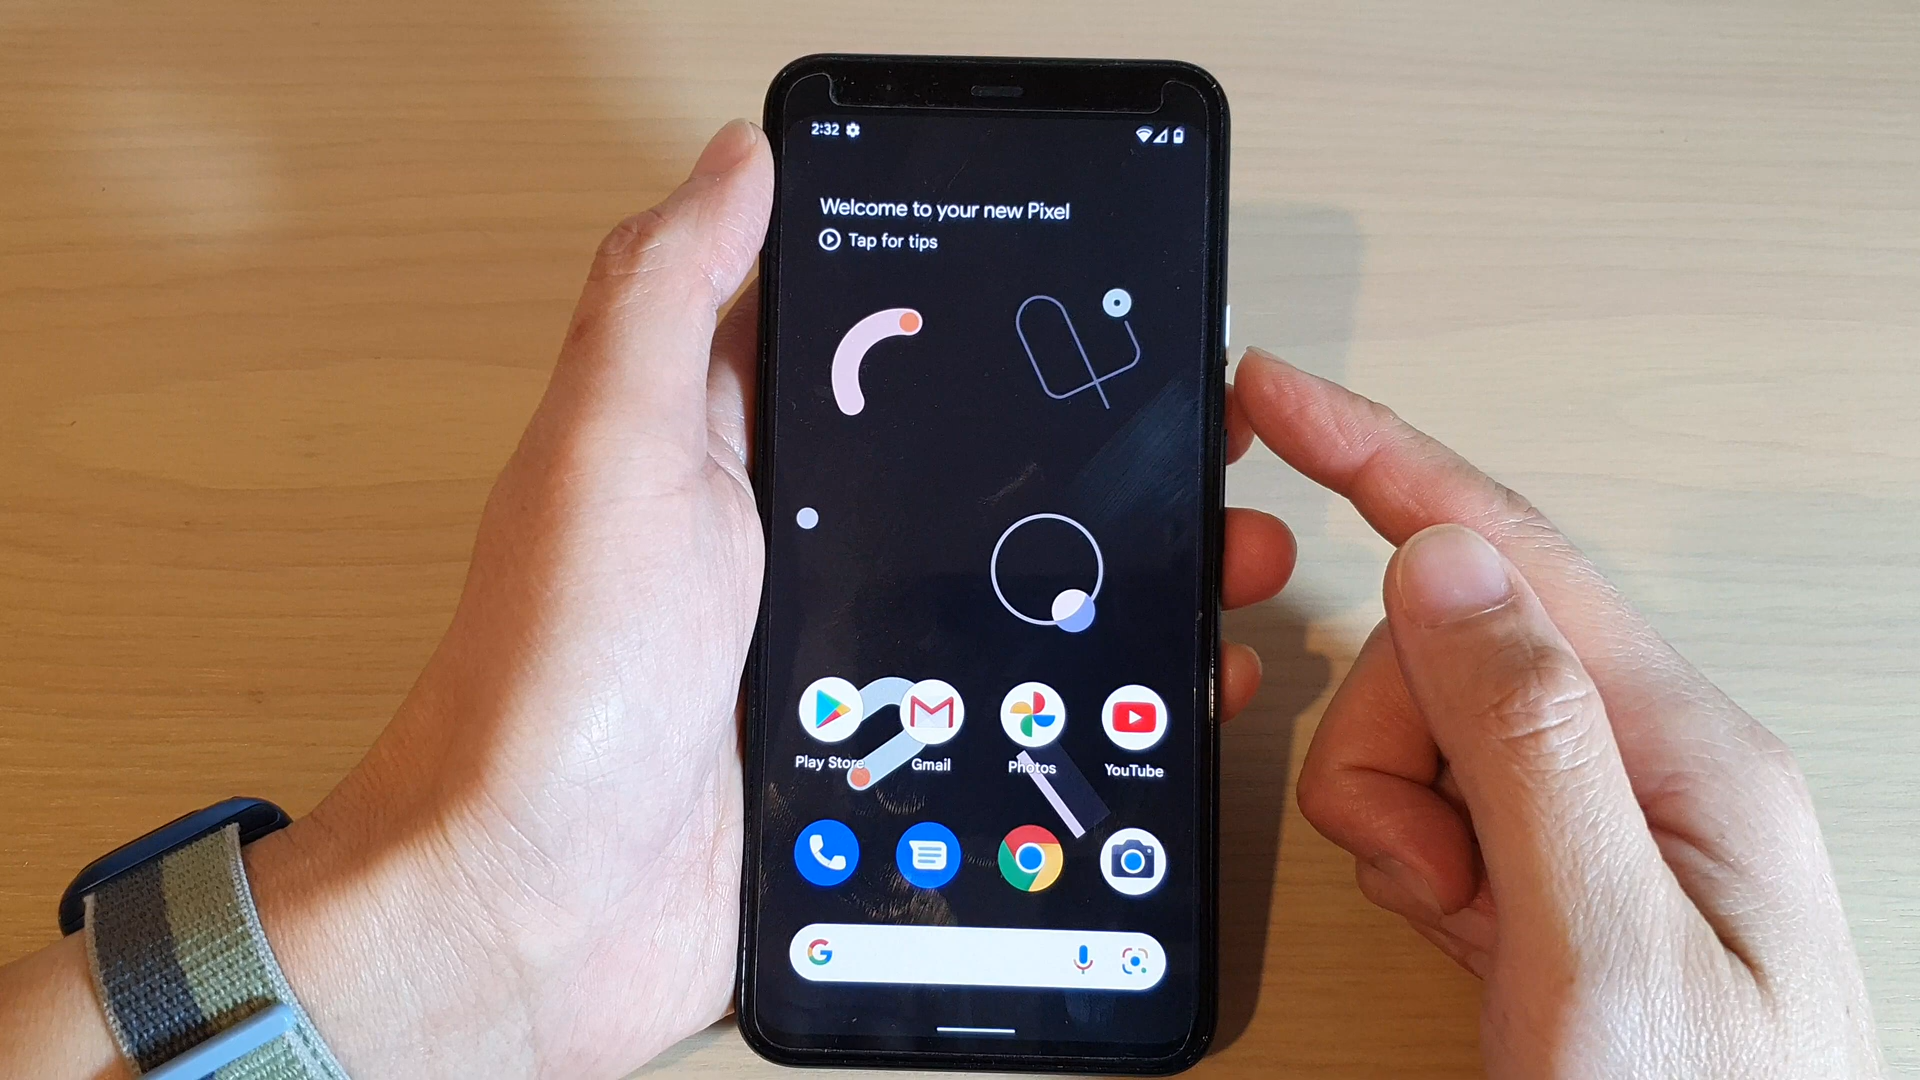 2:32
Welcome to your new Pixel
Tap for tips
Play Store
Gmail
Photos
YouTube
G